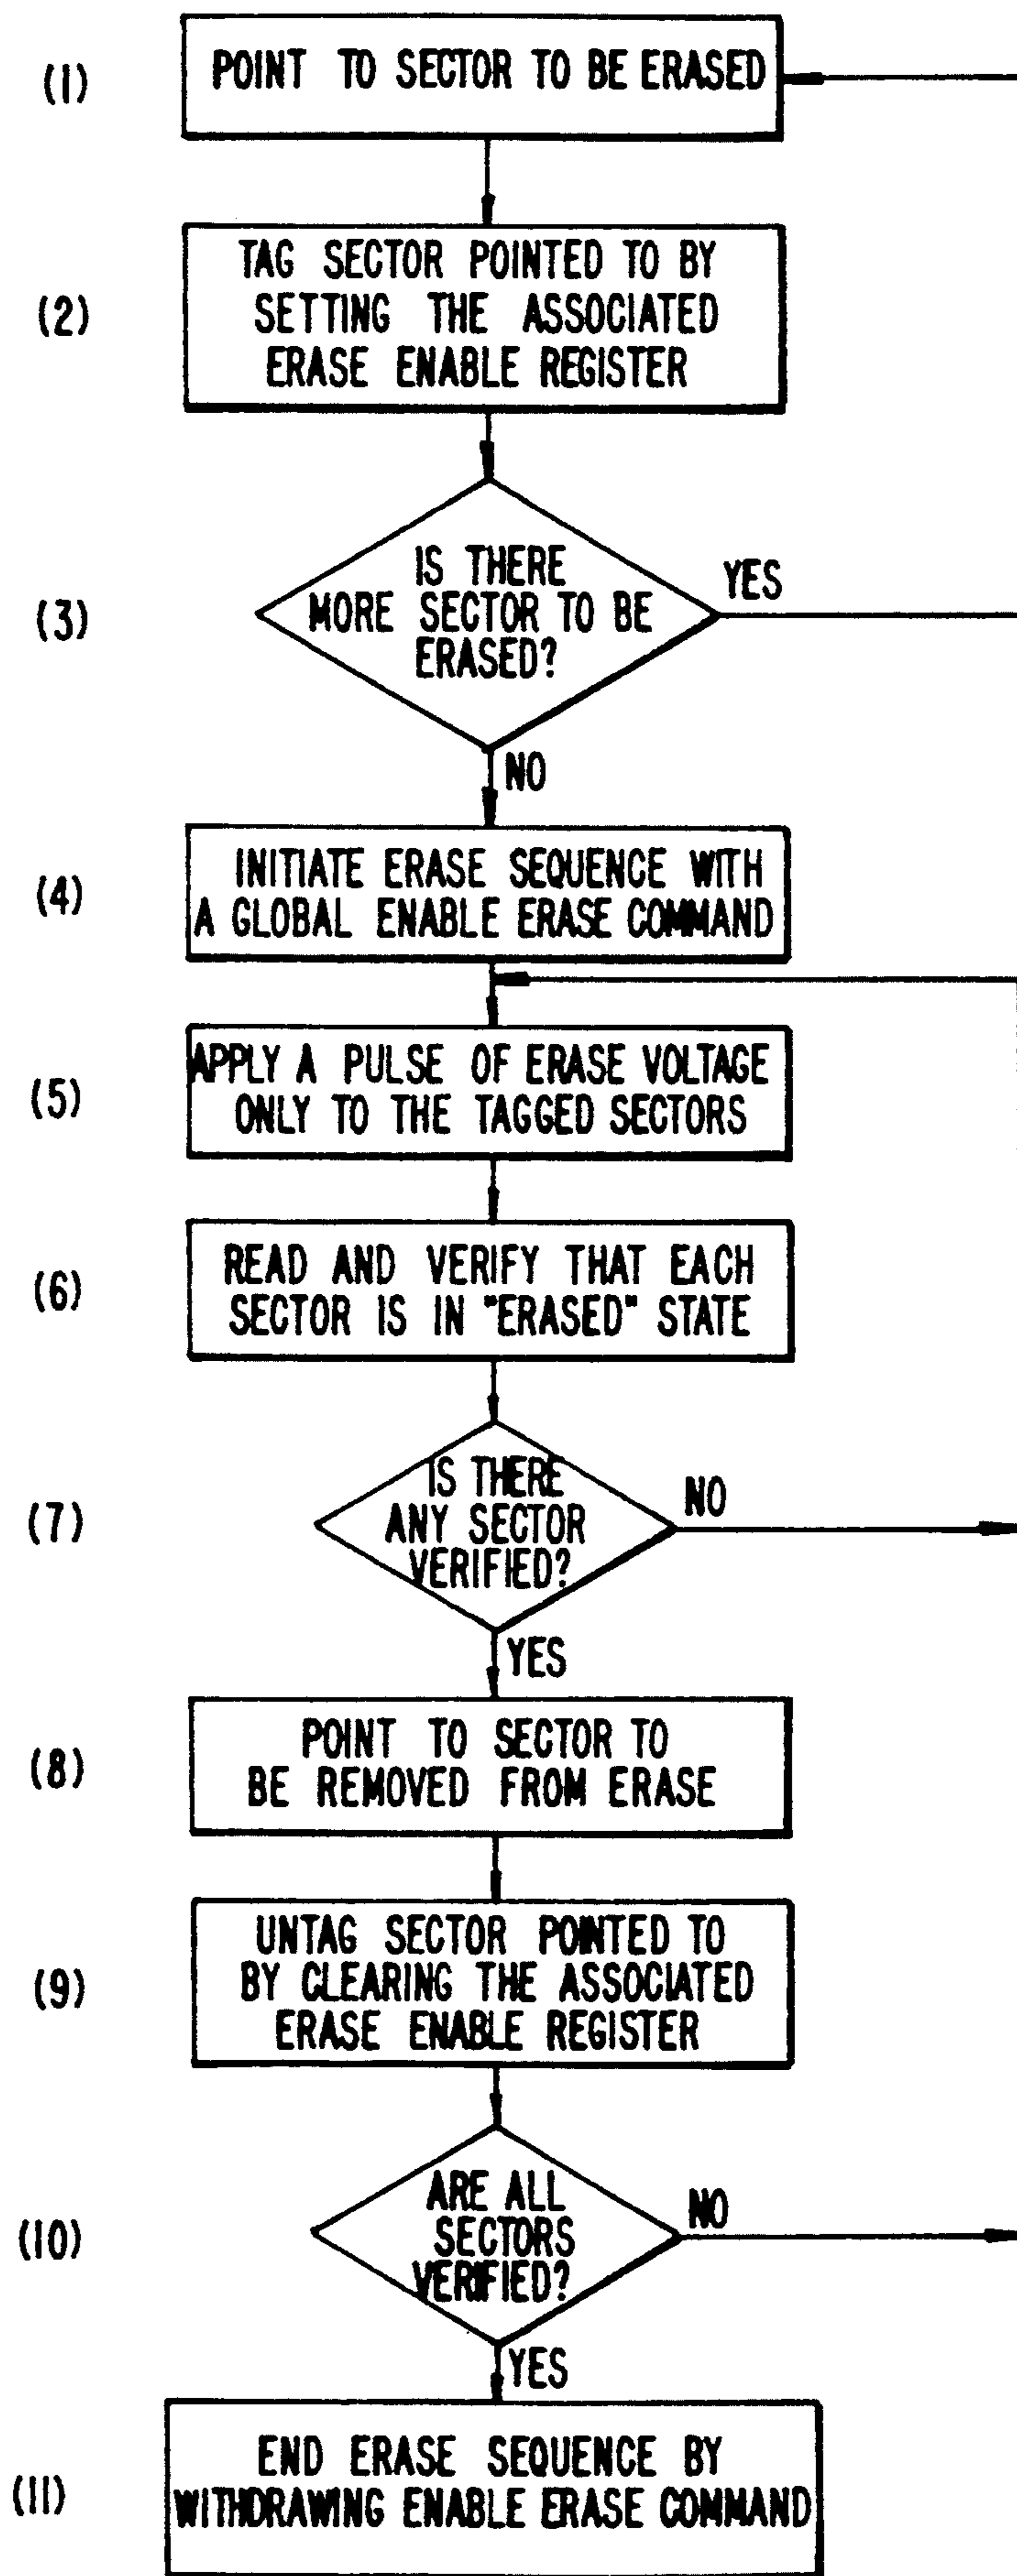 (1)
POINT TO SECTOR TO BE ERASED
(2)
TAG SECTOR POINTED TO BY
SETTING THE ASSOCIATED
ERASE ENABLE REGISTER
(3)
IS THERE
MORE SECTOR TO BE
ERASED?
YES
NO
(4)
INITIATE ERASE SEQUENCE WITH
A GLOBAL ENABLE ERASE COMMAND
(5)
APPLY A PULSE OF ERASE VOLTAGE
ONLY TO THE TAGGED SECTORS
(6)
READ AND VERIFY THAT EACH
SECTOR IS IN "ERASED" STATE
(7)
IS THERE
ANY SECTOR
VERIFIED?
NO
YES
(8)
POINT TO SECTOR TO
BE REMOVED FROM ERASE
(9)
UNTAG SECTOR POINTED TO
BY CLEARING THE ASSOCIATED
ERASE ENABLE REGISTER
(10)
ARE ALL
SECTORS
VERIFIED?
NO
YES
(11)
END ERASE SEQUENCE BY
WITHDRAWING ENABLE ERASE COMMAND